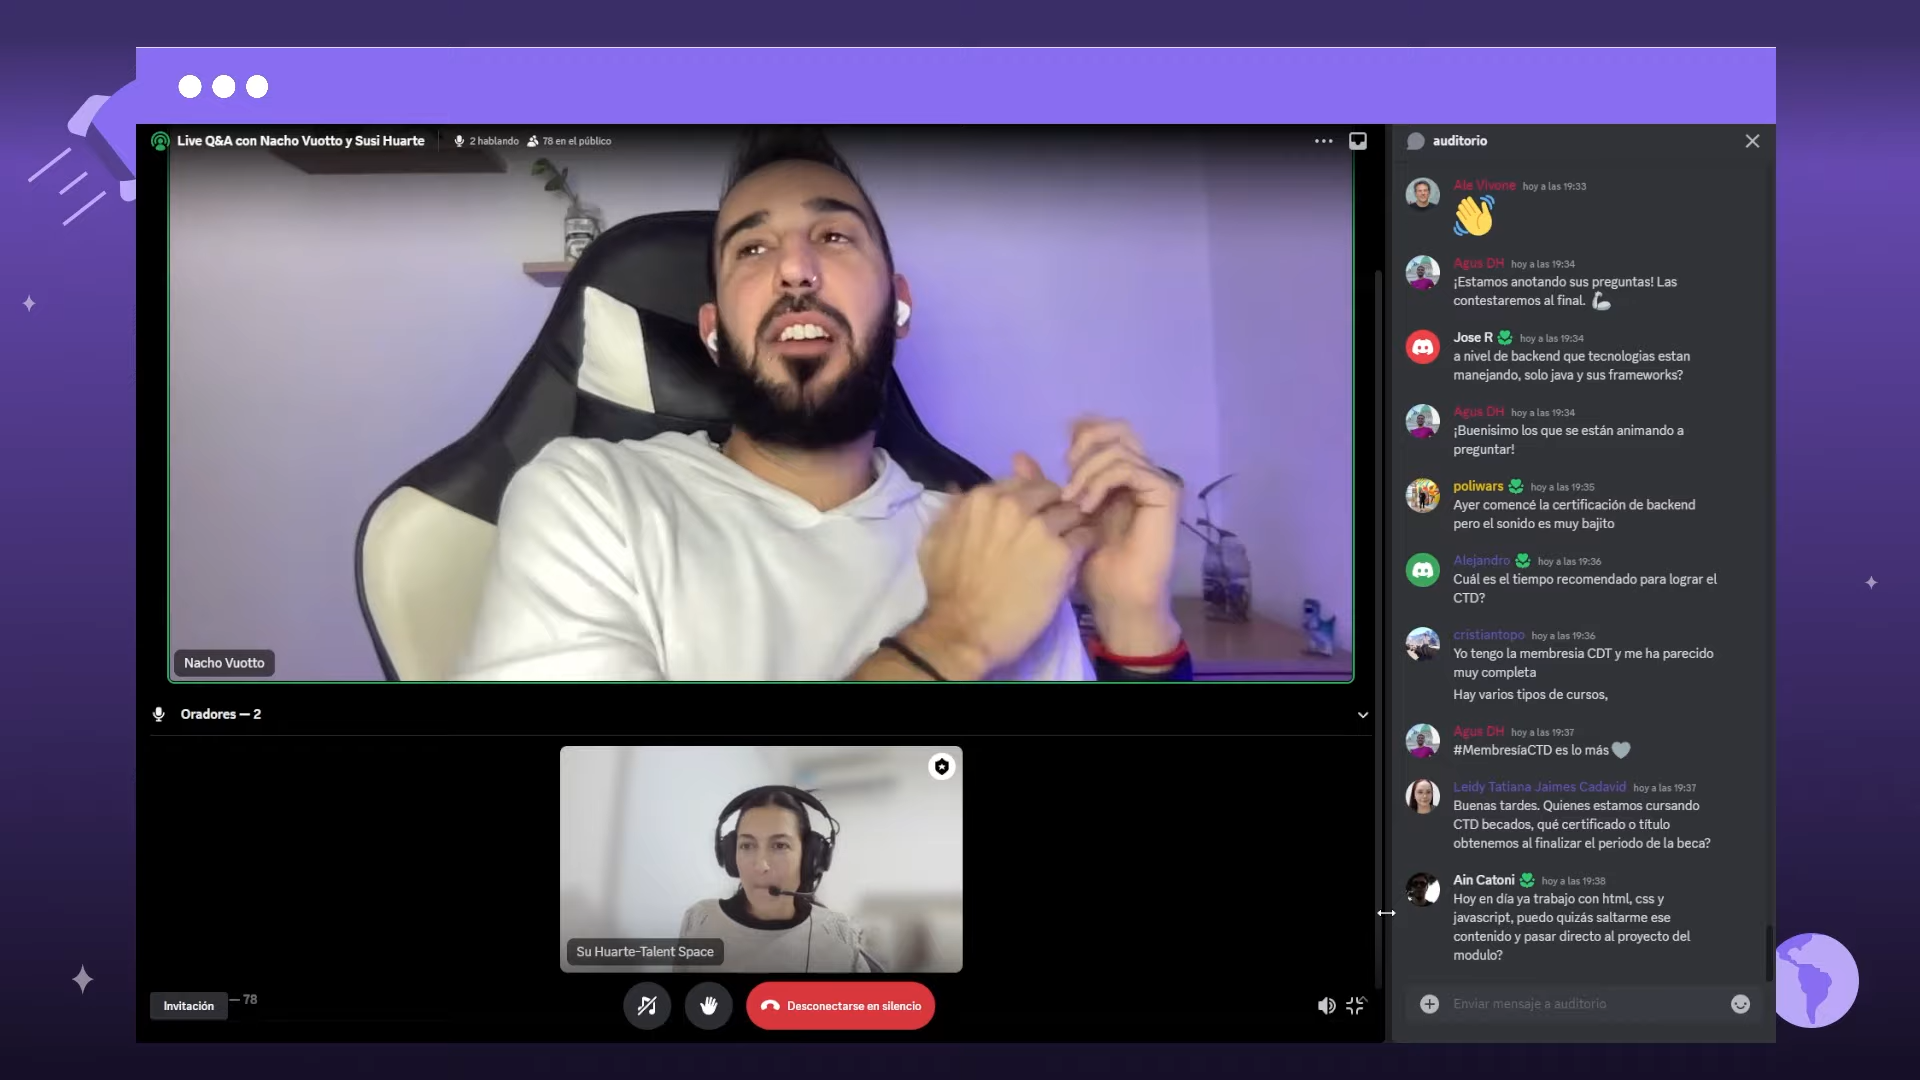 Live Q&A con Nacho Vuotto y Susi Huarte
2 hablando
78 en el público
Nacho Vuotto
Oradores — 2
Su Huarte-Talent Space
Invitación
— 78
Desconectarse en silencio
auditorio
Ale Vivone hoy a las 19:33
Agus DH hoy a las 19:34
¡Estamos anotando sus preguntas! Las
contestaremos al final.
Jose R hoy a las 19:34
a nivel de backend que tecnologias estan
manejando, solo java y sus frameworks?
Agus DH hoy a las 19:34
¡Buenisimo los que se están animando a
preguntar!
poliwars hoy a las 19:35
Ayer comencé la certificación de backend
pero el sonido es muy bajito
Alejandro hoy a las 19:36
Cuál es el tiempo recomendado para lograr el
CTD?
cristiantopo hoy a las 19:36
Yo tengo la membresia CDT y me ha parecido
muy completa
Hay varios tipos de cursos,
Agus DH hoy a las 19:37
#MembresíaCTD es lo más
Leidy Tatiana Jaimes Cadavid hoy a las 19:37
Buenas tardes. Quienes estamos cursando
CTD becados, qué certificado o título
obtenemos al finalizar el periodo de la beca?
Ain Catoni hoy a las 19:38
Hoy en día ya trabajo con html, css y
javascript, puedo quizás saltarme ese
contenido y pasar directo al proyecto del
modulo?
Enviar mensaje a auditorio